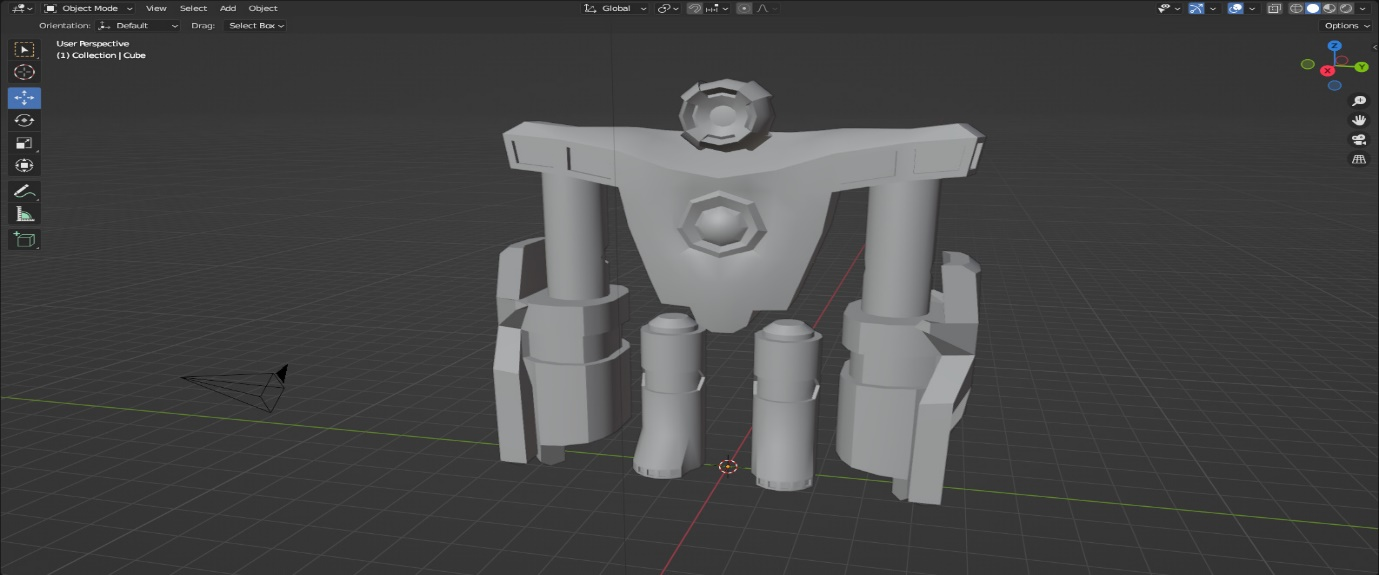 Object Mode View Select Add Object Global
Orientation: Default Drag: Select Box Options
User Perspective
(1) Collection | Cube
Z
X
Y